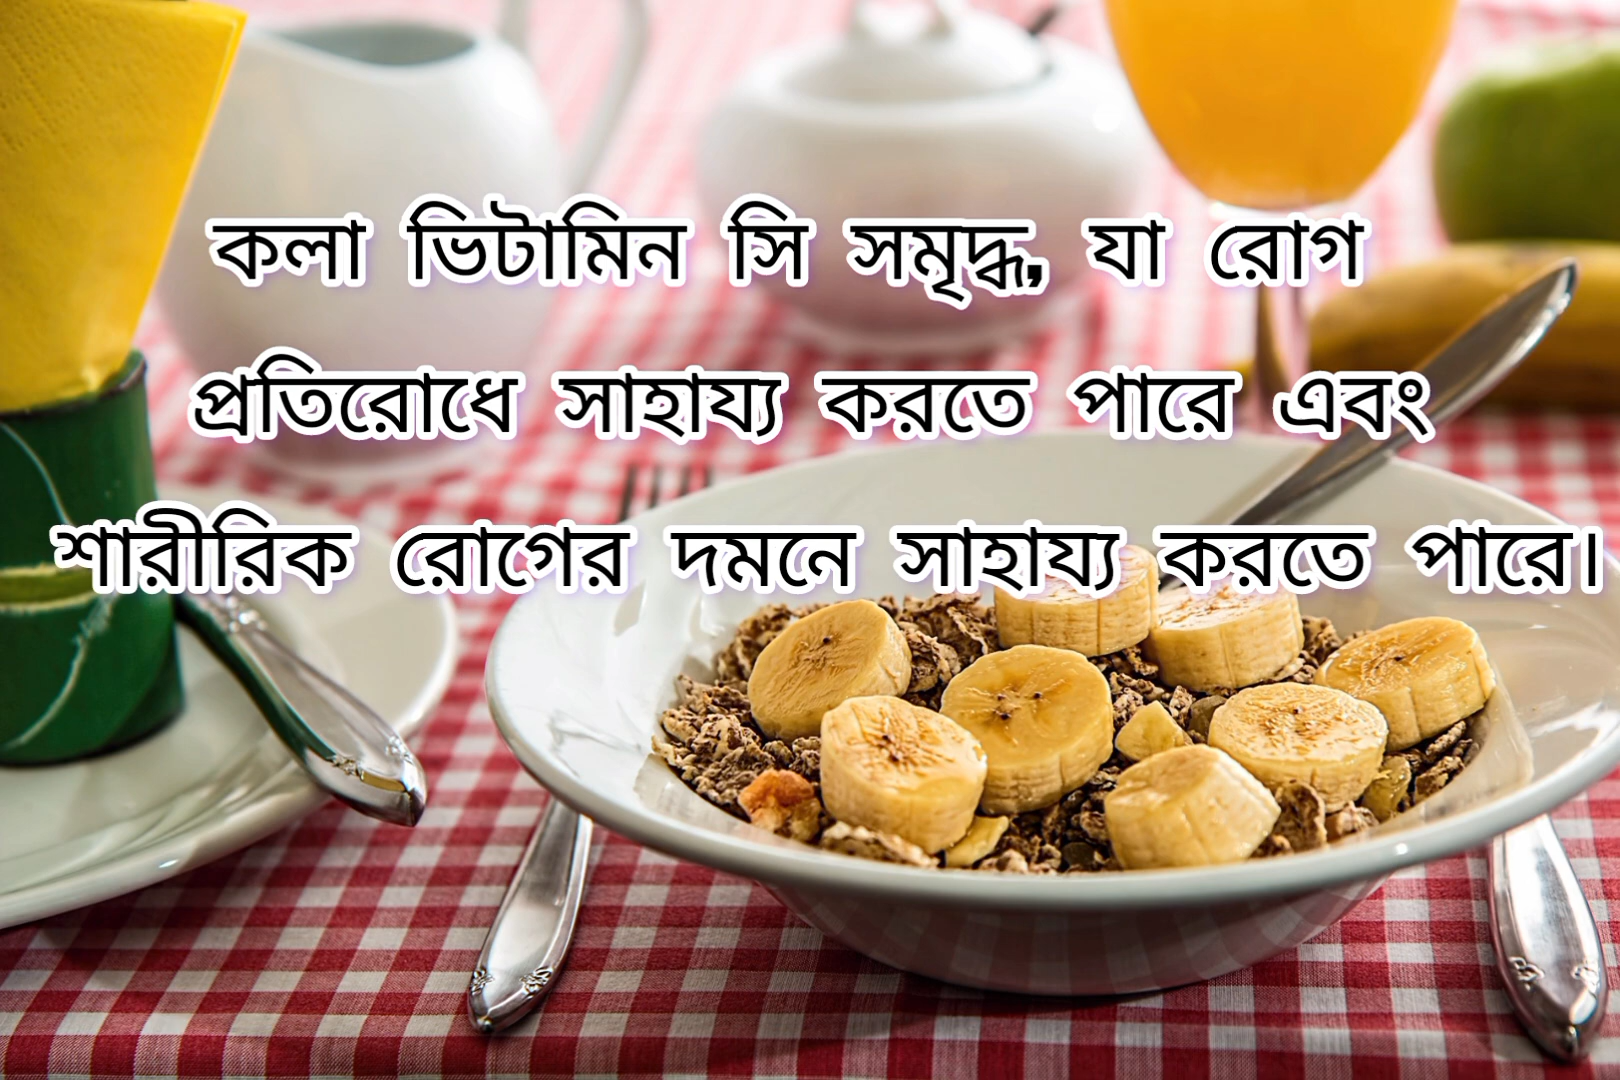 কলা ভিটামিন সি সমৃদ্ধ, যা রোগ
প্রতিরোধে সাহায্য করতে পারে এবং
শারীরিক রোগের দমনে সাহায্য করতে পারে।